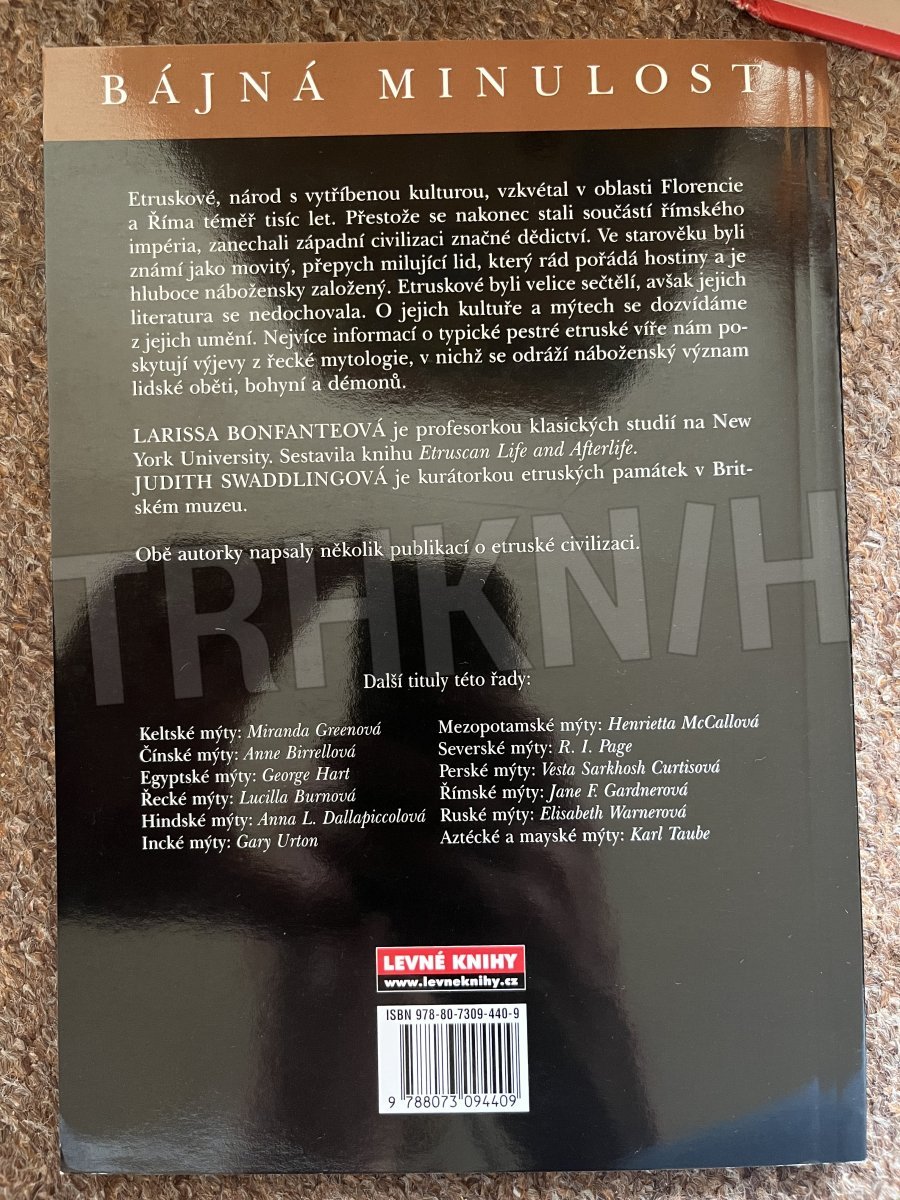 BÁJNÁ MINULOST
Etruskové, národ s vytříbenou kulturou, vzkvétal v oblasti Florencie
a Říma téměř tisíc let. Přestože se nakonec stali součástí římského
impéria, zanechali západní civilizaci značné dědictví. Ve starověku byli
známí jako movitý, přepych milující lid, který rád pořádá hostiny a je
hluboce nábožensky založený. Etruskové byli velice sečtělí, avšak jejich
literatura se nedochovala. O jejich kultuře a mýtech se dozvídáme
z jejich umění. Nejvíce informací o typické pestré etruské víře nám po-
skytují výjevy z řecké mytologie, v nichž se odráží náboženský význam
lidské oběti, bohyní a démonů.
LARISSA BONFANTEOVÁ je profesorkou klasických studií na New
York University. Sestavila knihu Etruscan Life and Afterlife.
JUDITH SWADDLINGOVÁ je kurátorkou etruských památek v Brit-
ském muzeu.
Obě autorky napsaly několik publikací o etruské civilizaci.
TRHKNIH
Další tituly této řady:
Keltské mýty: Miranda Greenová
Čínské mýty: Anne Birrellová
Egyptské mýty: George Hart
Řecké mýty: Lucilla Burnová
Hindské mýty: Anna L. Dallapiccolová
Incké mýty: Gary Urton
Mezopotamské mýty: Henrietta McCallová
Severské mýty: R. I. Page
Perské mýty: Vesta Sarkhosh Curtisová
Římské mýty: Jane F. Gardnerová
Ruské mýty: Elisabeth Warnerová
Aztécké a mayské mýty: Karl Taube
LEVNÉ KNIHY
www.levneknihy.cz
ISBN 978-80-7309-440-9
9 788073 094409